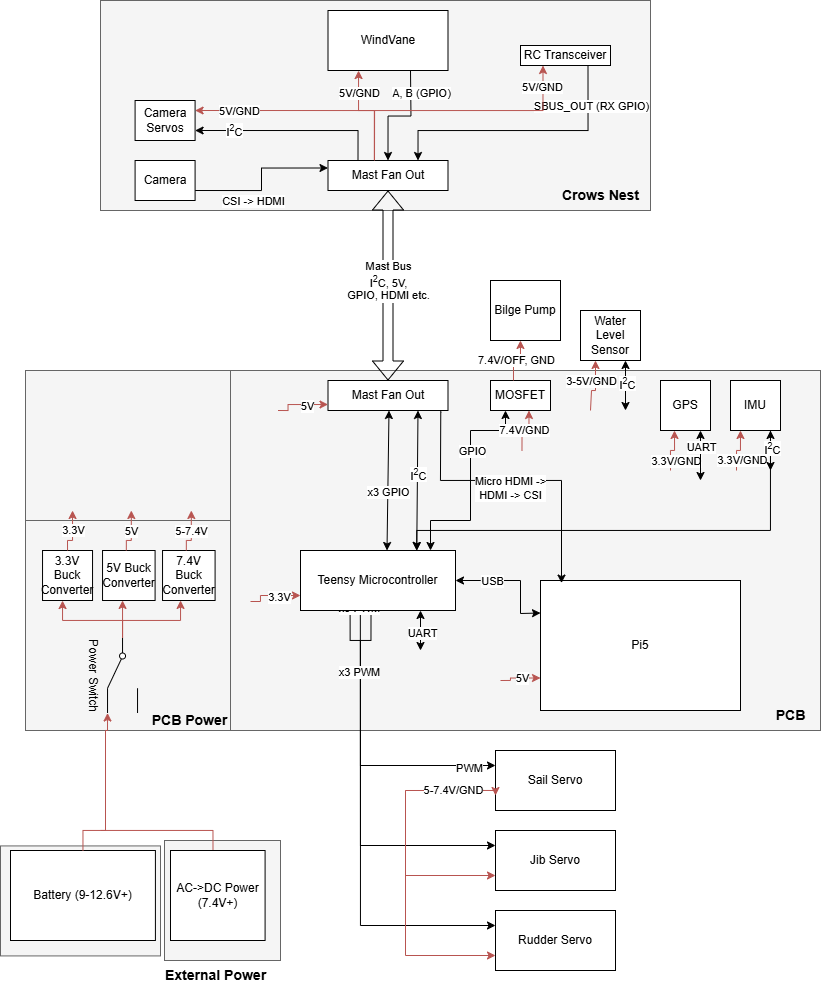 WindVane
RC Transceiver
5V/GND
A, B (GPIO)
5V/GND
SBUS_OUT (RX GPIO)
Camera
Servos
5V/GND
I²C
Camera
Mast Fan Out
CSI -> HDMI
Crows Nest
Mast Bus
I²C, 5V,
GPIO, HDMI etc.
Bilge Pump
Water
Level
Sensor
7.4V/OFF, GND
3-5V/GND
I²C
Mast Fan Out
5V
MOSFET
7.4V/GND
GPS
IMU
UART
3.3V/GND
I²C
3.3V/GND
GPIO
I²C
x3 GPIO
Micro HDMI ->
HDMI -> CSI
3.3V
5V
5-7.4V
3.3V
Buck
Converter
5V Buck
Converter
7.4V
Buck
Converter
Teensy Microcontroller
USB
3.3V
UART
Pi5
Power Switch
x3 PWM
5V
PCB Power
PCB
PWM
5-7.4V/GND
Sail Servo
Jib Servo
Rudder Servo
Battery (9-12.6V+)
AC->DC Power
(7.4V+)
External Power